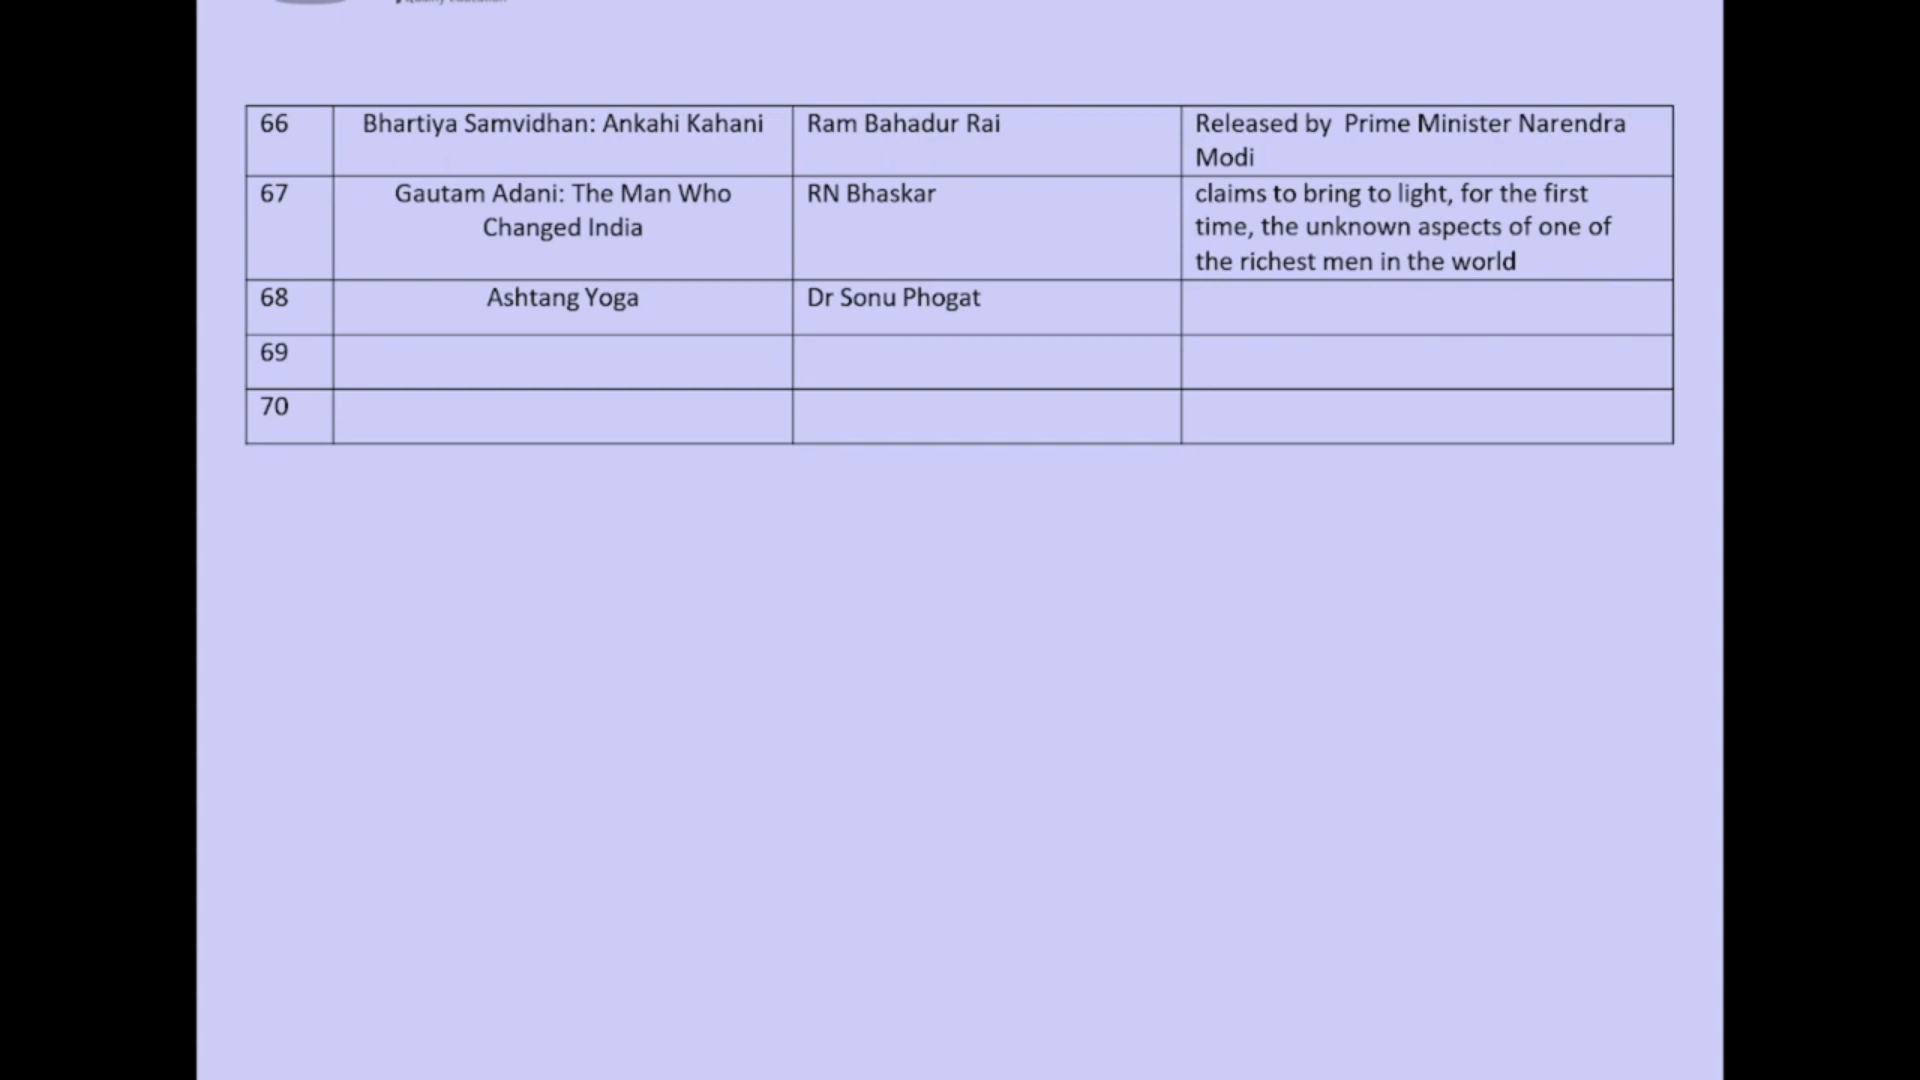 66 Bhartiya Samvidhan: Ankahi Kahani Ram Bahadur Rai Released by Prime Minister Narendra
Modi
67 Gautam Adani: The Man Who RN Bhaskar claims to bring to light, for the first
Changed India time, the unknown aspects of one of
the richest men in the world
68 Ashtang Yoga Dr Sonu Phogat
69
70